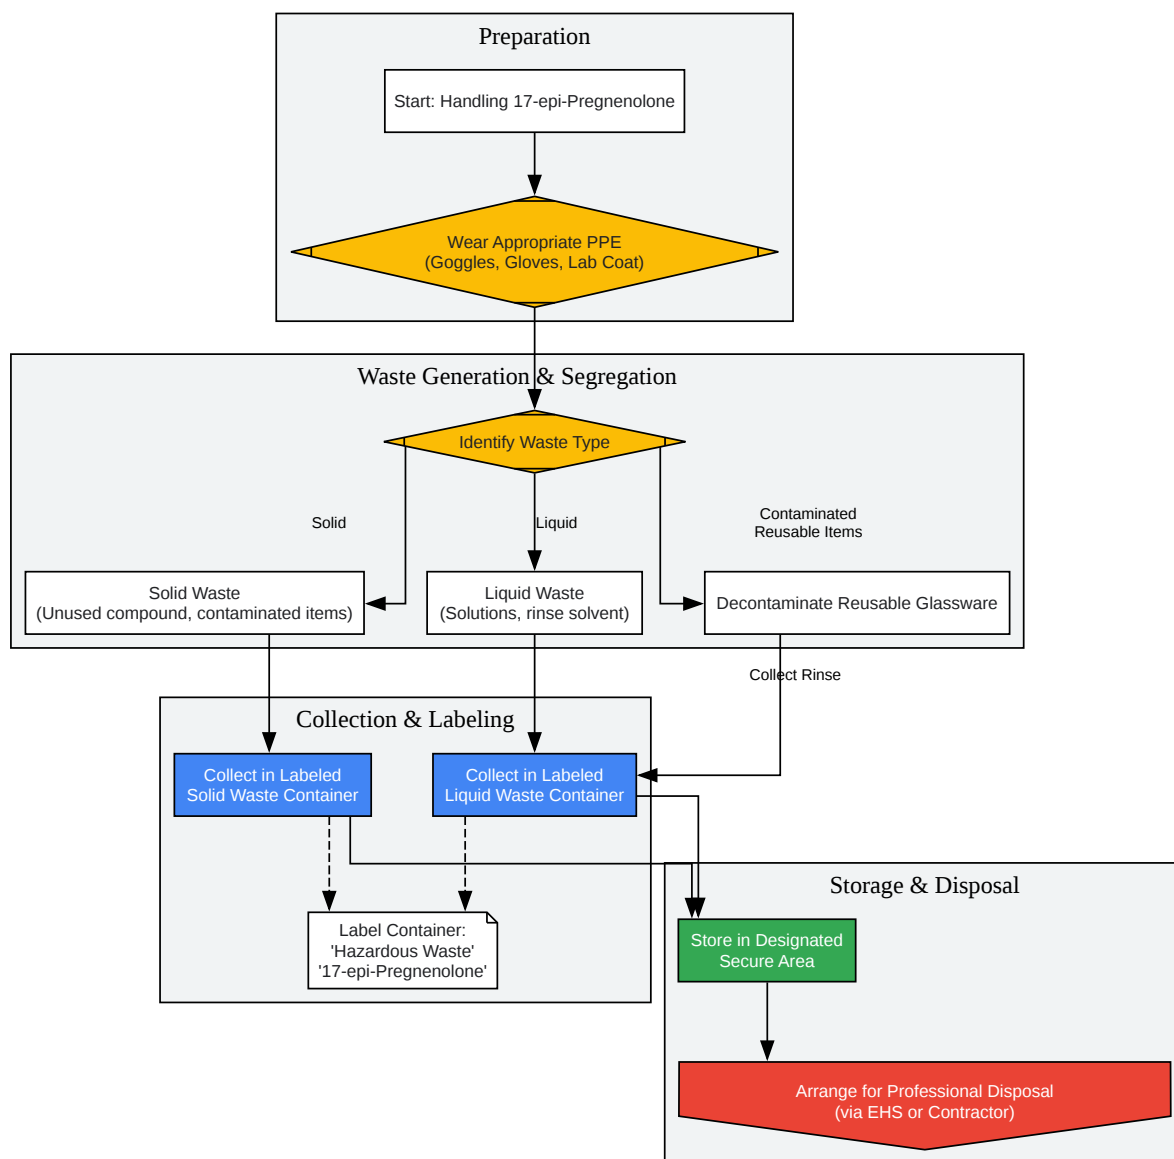 Preparation
Start: Handling 17-epi-Pregnenolone
Wear Appropriate PPE
(Goggles, Gloves, Lab Coat)
Waste Generation & Segregation
Identify Waste Type
Solid
Liquid
Contaminated
Reusable Items
Solid Waste
(Unused compound, contaminated items)
Liquid Waste
(Solutions, rinse solvent)
Decontaminate Reusable Glassware
Collect Rinse
Collection & Labeling
Collect in Labeled
Solid Waste Container
Collect in Labeled
Liquid Waste Container
Label Container:
'Hazardous Waste'
'17-epi-Pregnenolone'
Storage & Disposal
Store in Designated
Secure Area
Arrange for Professional Disposal
(via EHS or Contractor)